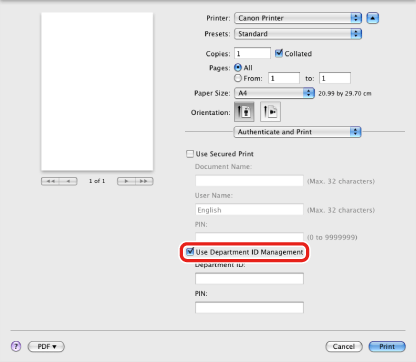 Printer: Canon Printer
Presets: Standard
Copies: 1 Collated
Pages: All
From: 1 to: 1
Paper Size: A4 20.99 by 29.70 cm
Orientation:
Authenticate and Print
Use Secured Print
Document Name:
(Max. 32 characters)
User Name:
English (Max. 32 characters)
PIN:
(0 to 9999999)
Use Department ID Management
Department ID:
PIN:
1 of 1
? PDF Cancel Print